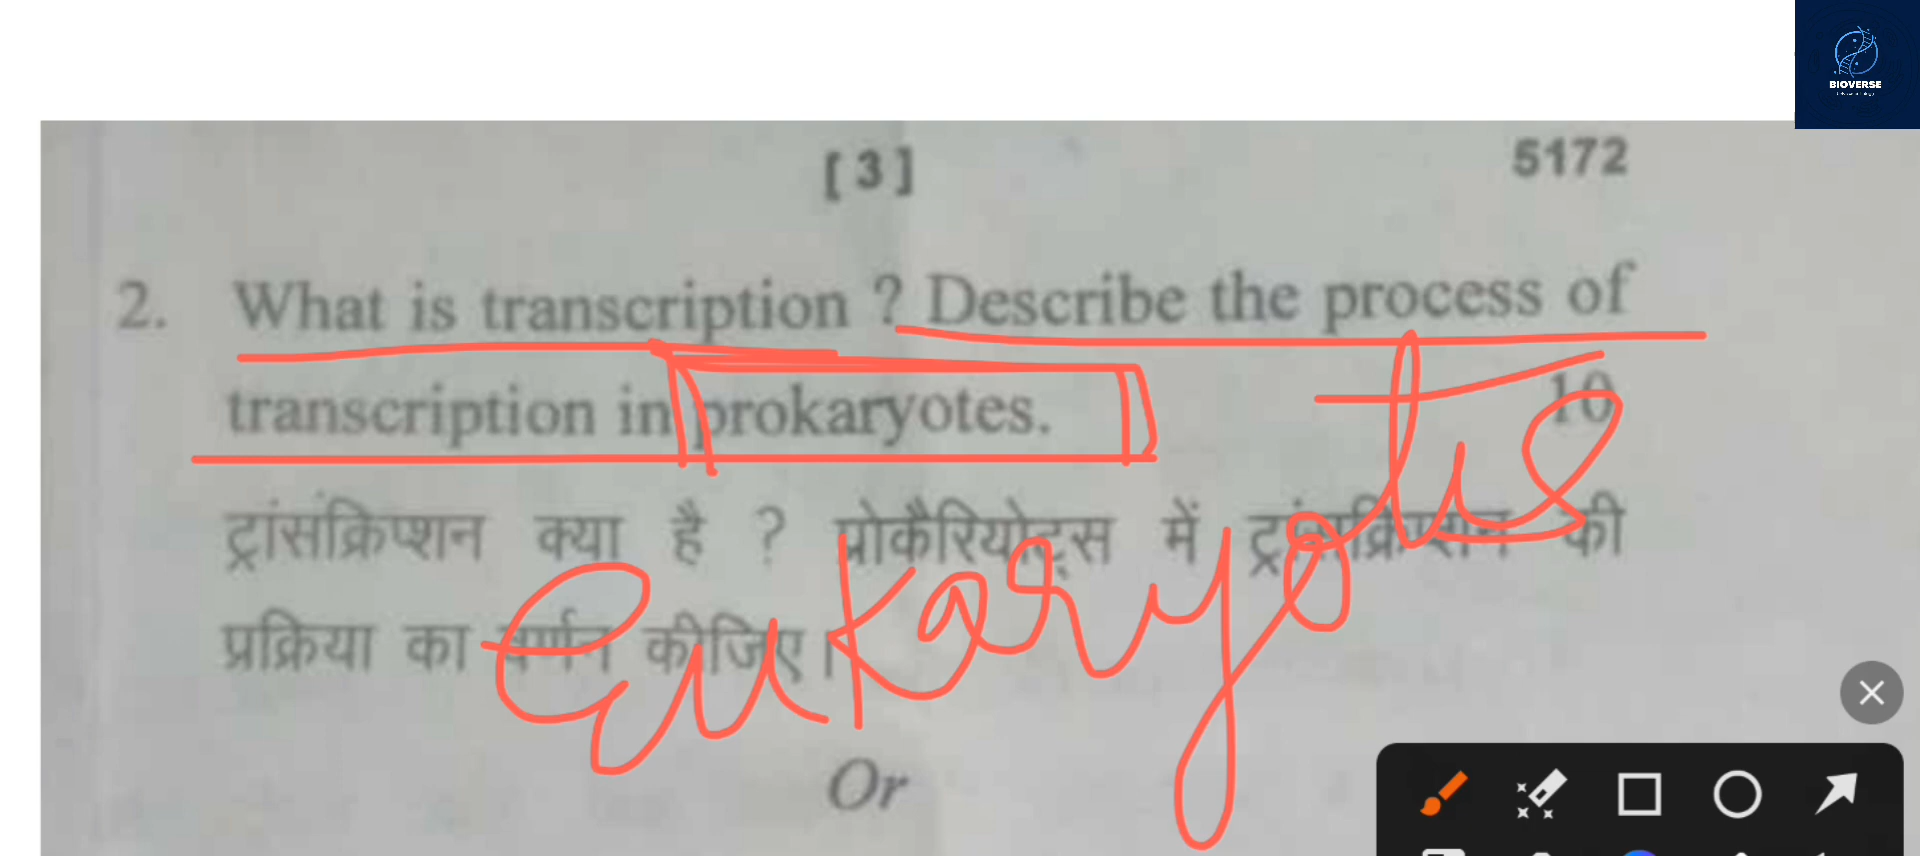 BIOVERSE
[3]
5172
2. What is transcription ? Describe the process of
transcription in prokaryotes. 10
ट्रांसक्रिप्शन क्या है ? प्रोकैरियोट्स में ट्रांसक्रिप्शन की
प्रक्रिया का वर्णन कीजिए।
Eukaryote
Or